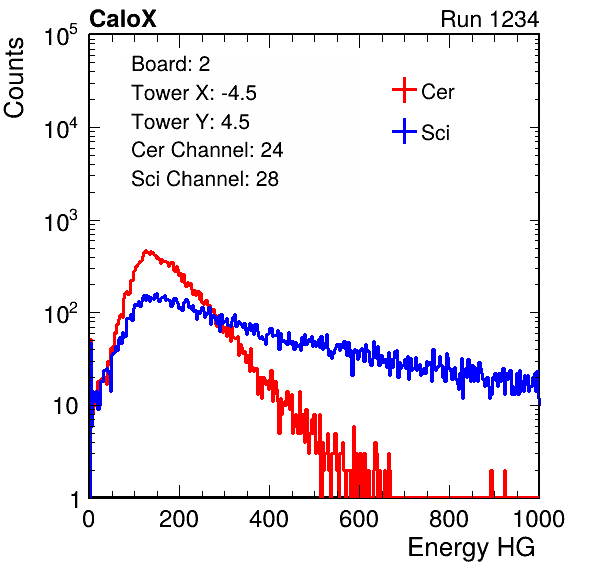 CaloX Run 1234
Counts
10^5
10^4
10^3
10^2
10
1
Board: 2
Tower X: -4.5
Tower Y: 4.5
Cer Channel: 24
Sci Channel: 28
Cer
Sci
0 200 400 600 800 1000
Energy HG